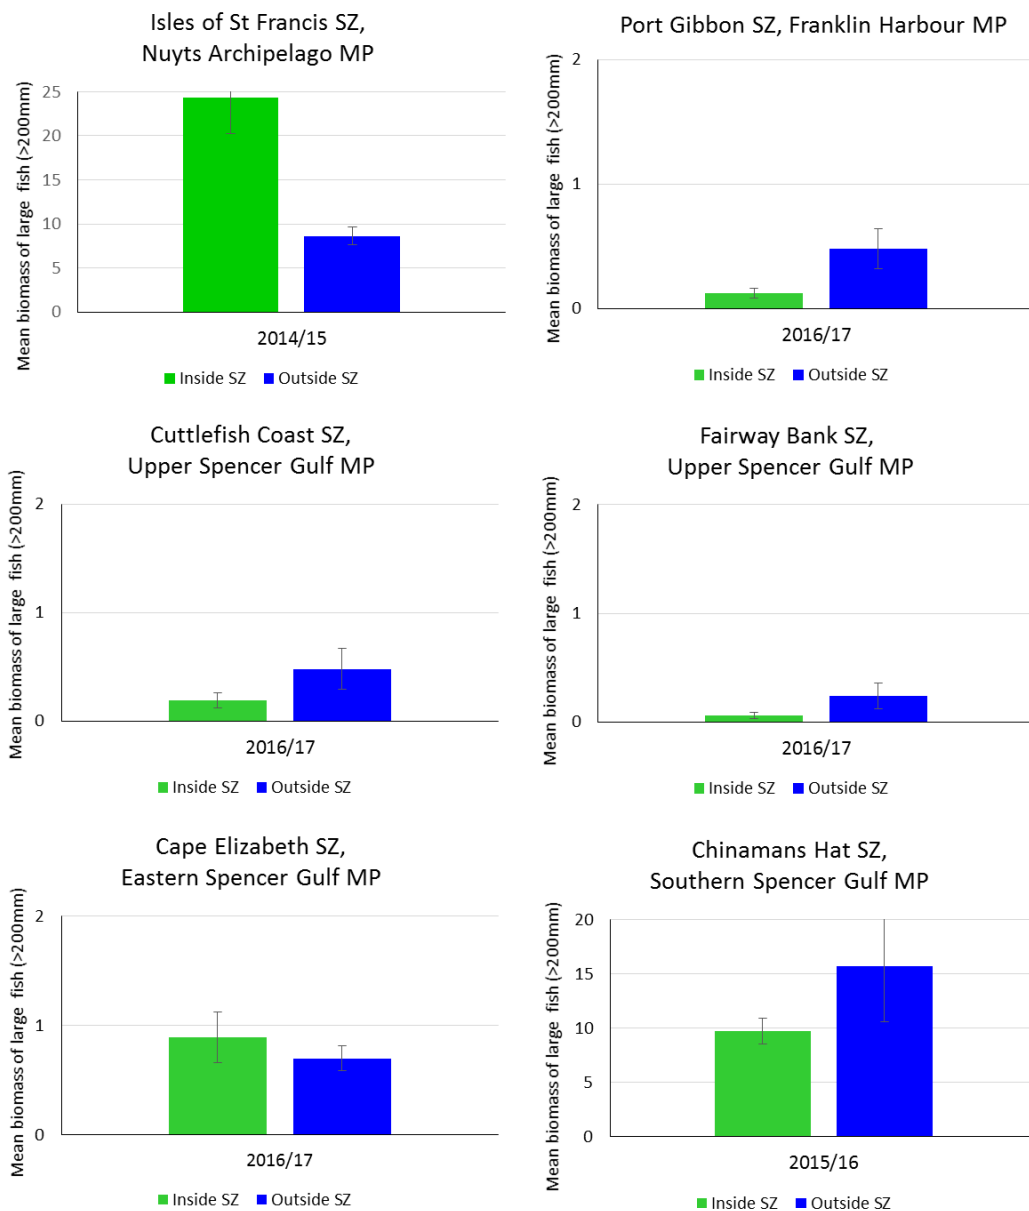 Isles of St Francis SZ,
Nuyts Archipelago MP
Mean biomass of large fish (>200mm)
25
20
15
10
5
0
2014/15
Inside SZ Outside SZ
Port Gibbon SZ, Franklin Harbour MP
Mean biomass of large fish (>200mm)
2
1
0
2016/17
Inside SZ Outside SZ
Cuttlefish Coast SZ,
Upper Spencer Gulf MP
Mean biomass of large fish (>200mm)
2
1
0
2016/17
Inside SZ Outside SZ
Fairway Bank SZ,
Upper Spencer Gulf MP
Mean biomass of large fish (>200mm)
2
1
0
2016/17
Inside SZ Outside SZ
Cape Elizabeth SZ,
Eastern Spencer Gulf MP
Mean biomass of large fish (>200mm)
2
1
0
2016/17
Inside SZ Outside SZ
Chinamans Hat SZ,
Southern Spencer Gulf MP
Mean biomass of large fish (>200mm)
20
15
10
5
0
2015/16
Inside SZ Outside SZ